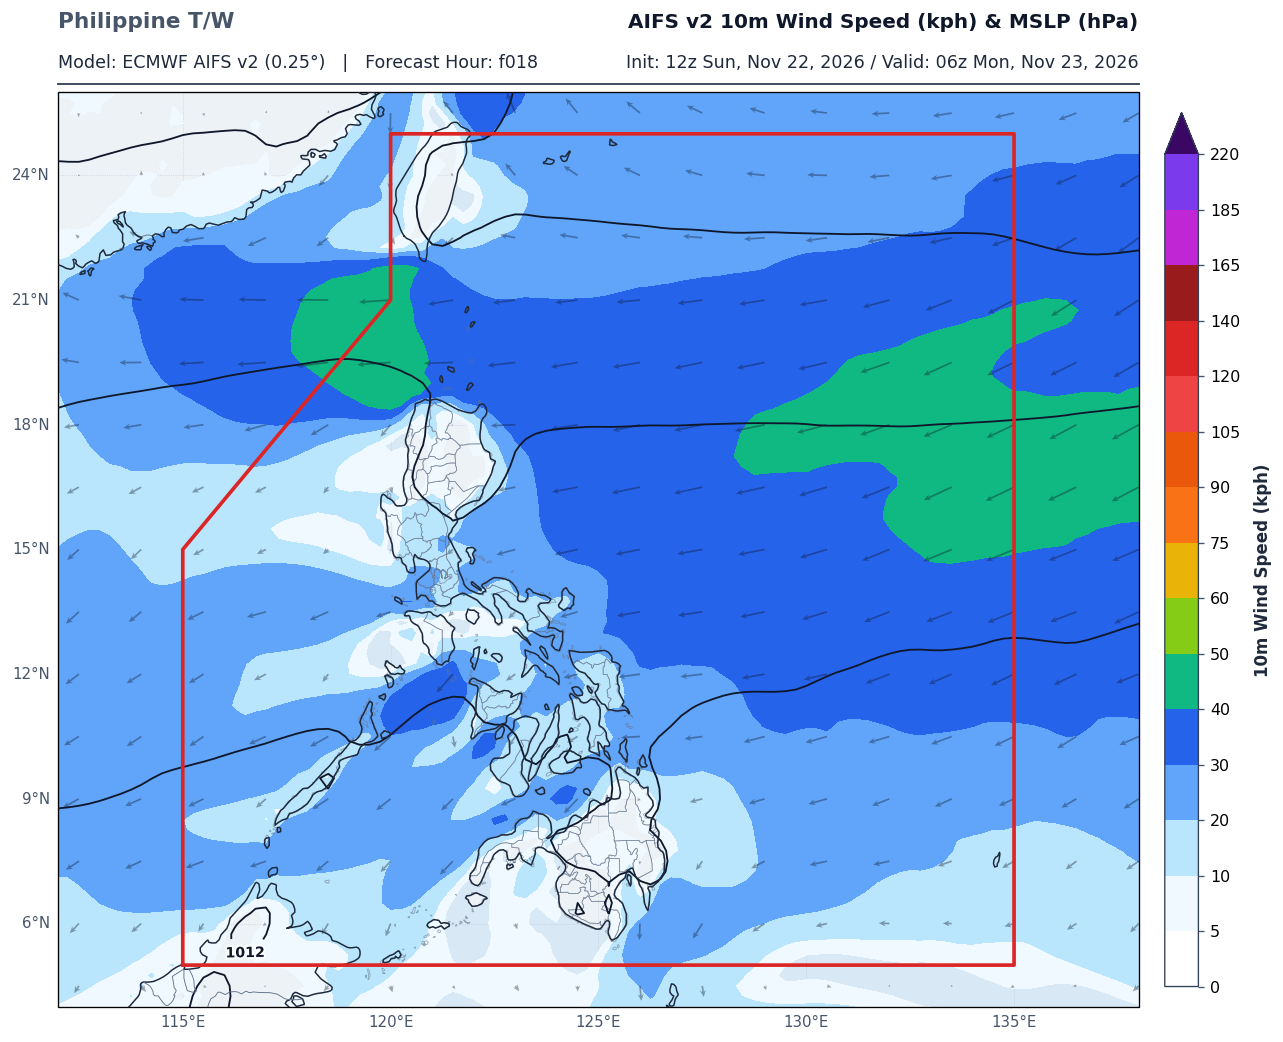 Philippine T/W
AIFS v2 10m Wind Speed (kph) & MSLP (hPa)
Model: ECMWF AIFS v2 (0.25°) | Forecast Hour: f018
Init: 12z Sun, Nov 22, 2026 / Valid: 06z Mon, Nov 23, 2026
24°N
21°N
18°N
15°N
12°N
9°N
6°N
1012
115°E
120°E
125°E
130°E
135°E
220
185
165
140
120
105
90
75
60
50
40
30
20
10
5
0
10m Wind Speed (kph)